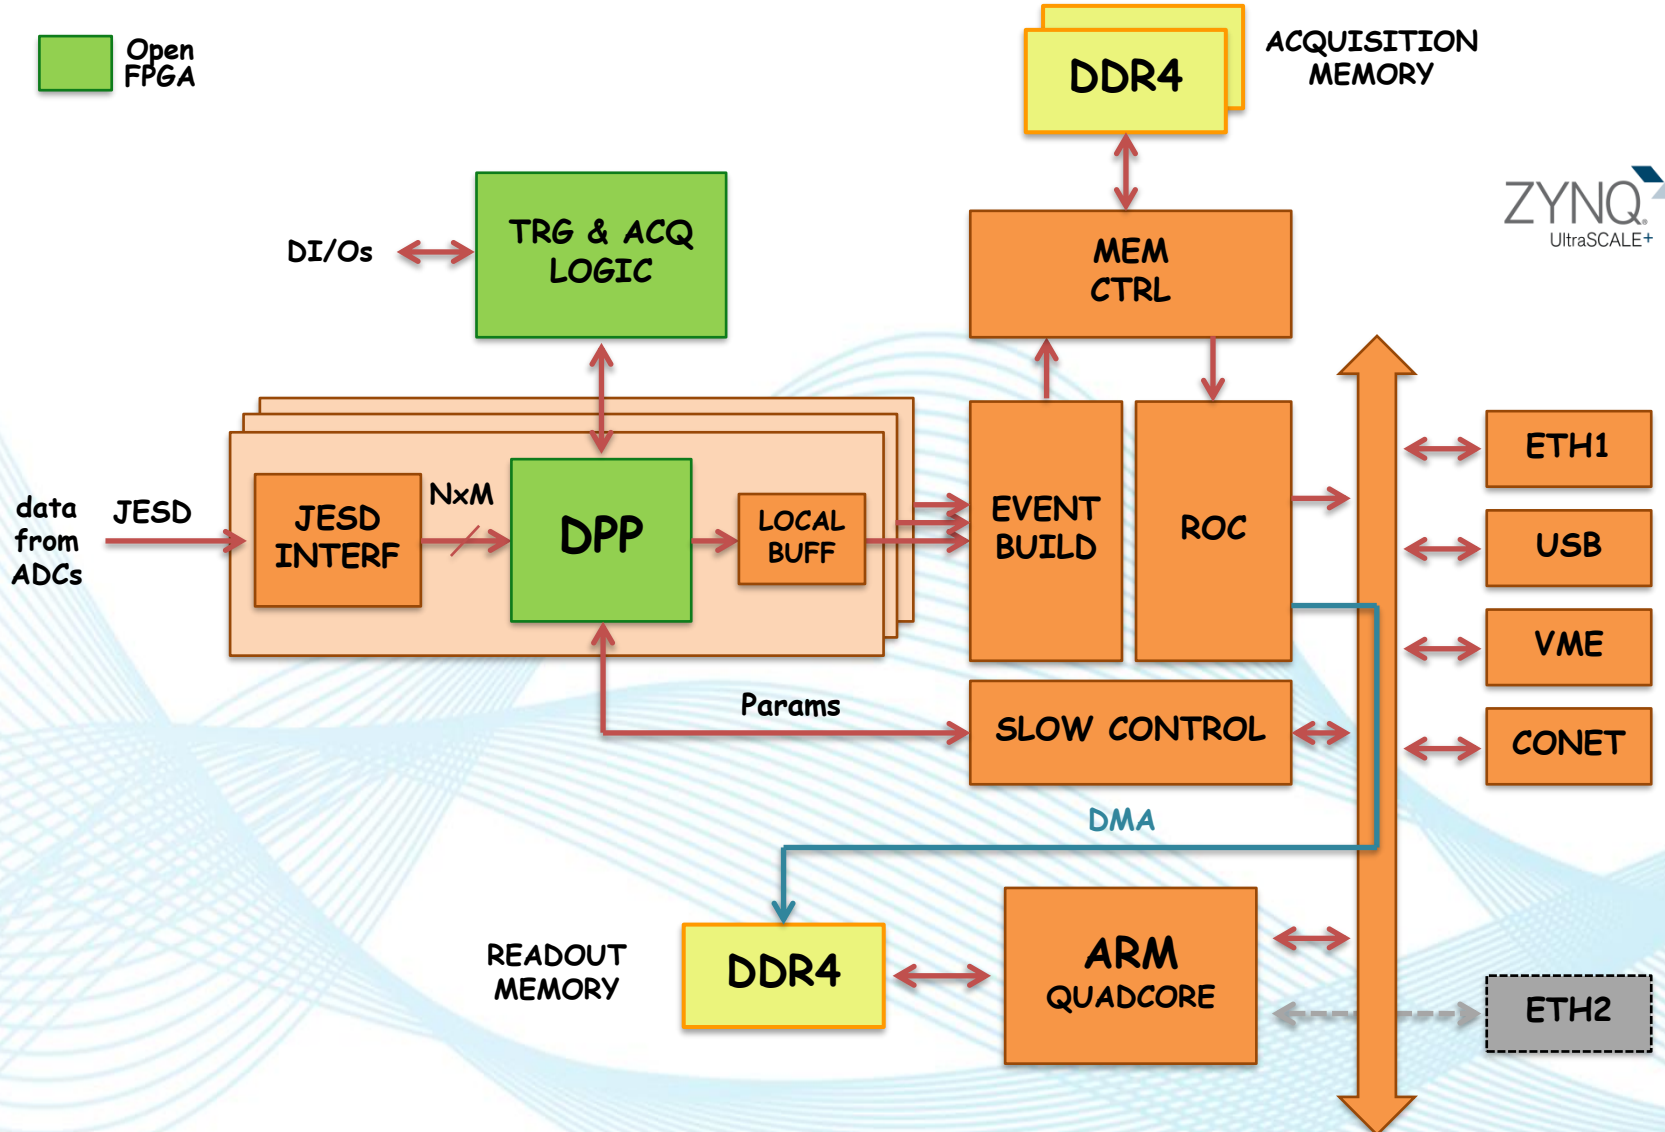 Open
FPGA
DDR4
ACQUISITION
MEMORY
ZYNQ®
UltraSCALE+
DI/Os
TRG & ACQ
LOGIC
MEM
CTRL
data
from
ADCs
JESD
JESD
INTERF
NxM
DPP
LOCAL
BUFF
EVENT
BUILD
ROC
ETH1
USB
VME
CONET
Params
SLOW CONTROL
DMA
READOUT
MEMORY
DDR4
ARM
QUADCORE
ETH2